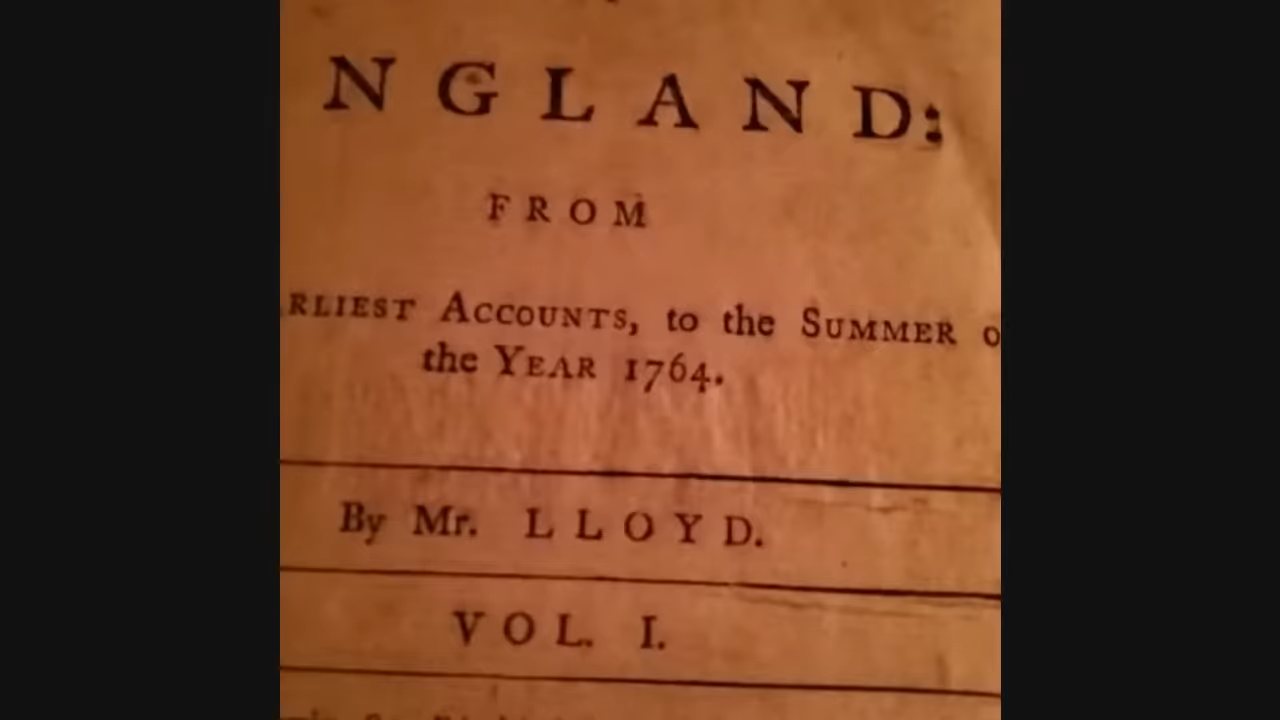 NGLAND:
FROM
RLIEST ACCOUNTS, to the SUMMER o
the YEAR 1764.
By Mr. LLOYD.
VOL. I.